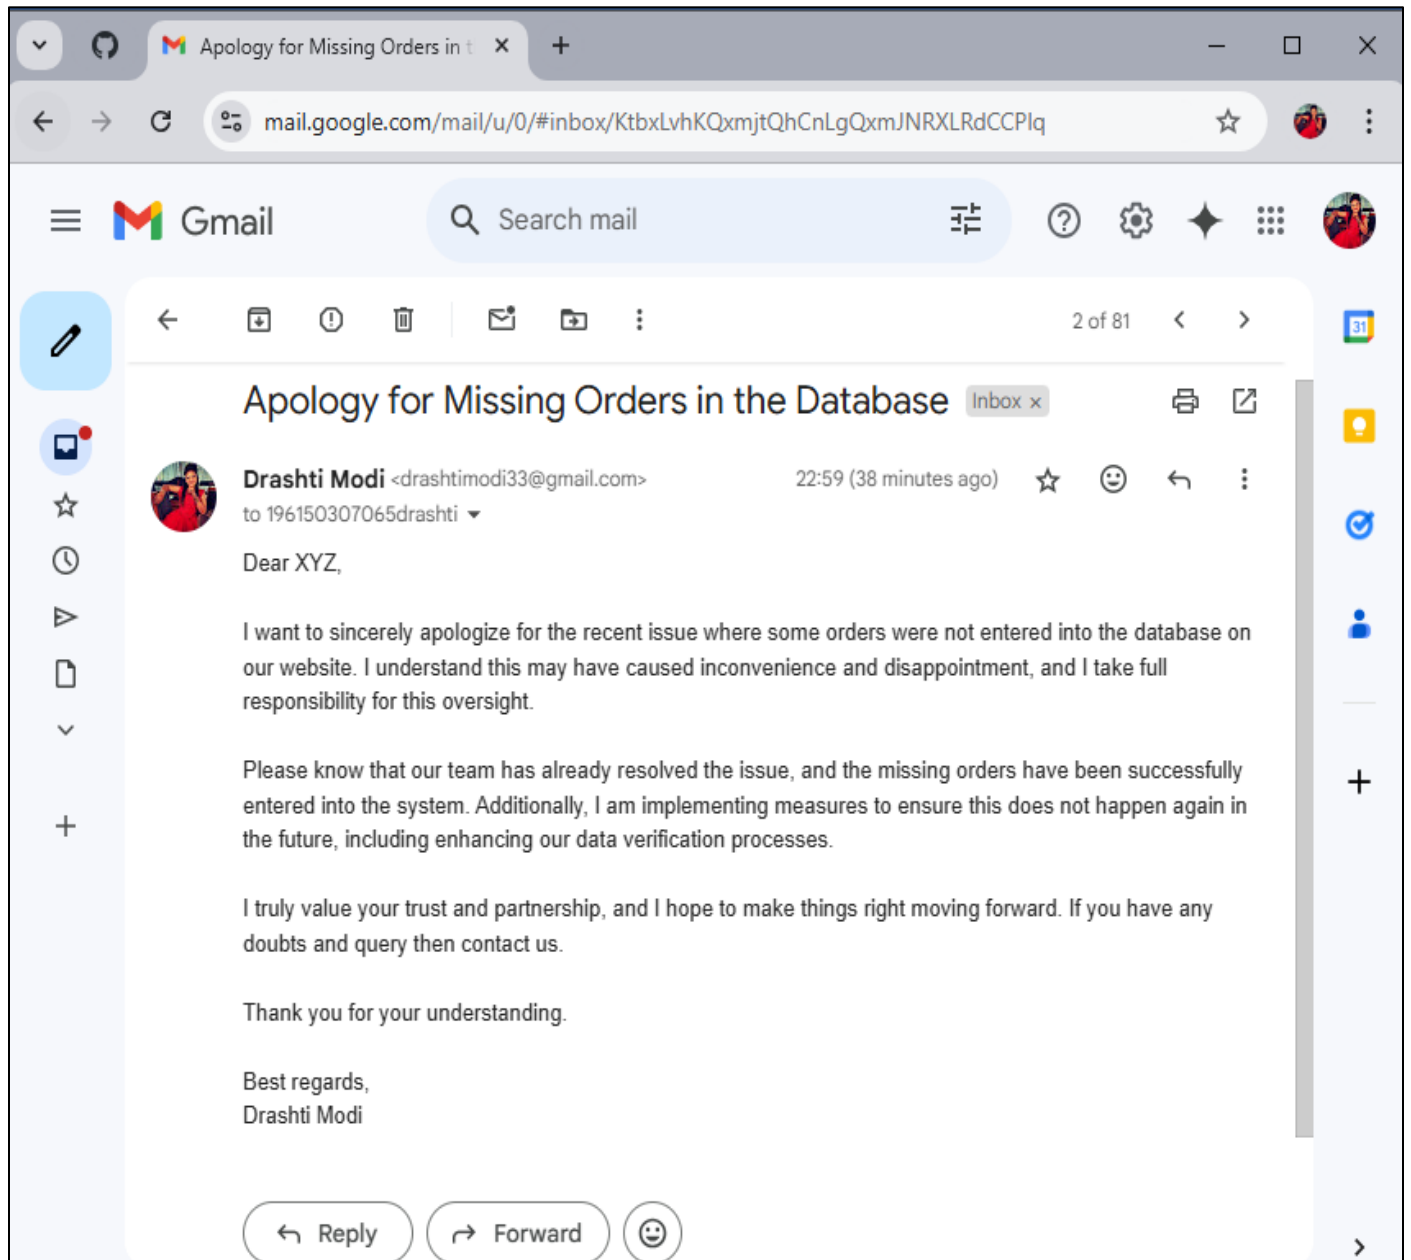 Apology for Missing Orders in t
mail.google.com/mail/u/0/#inbox/KtbxLvhKQxmjtQhCnLgQxmJNRXLRdCCPlq
Gmail
Search mail
2 of 81
31
Apology for Missing Orders in the Database Inbox x
Drashti Modi <drashtimodi33@gmail.com> 22:59 (38 minutes ago)
to 196150307065drashti
Dear XYZ,
I want to sincerely apologize for the recent issue where some orders were not entered into the database on
our website. I understand this may have caused inconvenience and disappointment, and I take full
responsibility for this oversight.
Please know that our team has already resolved the issue, and the missing orders have been successfully
entered into the system. Additionally, I am implementing measures to ensure this does not happen again in
the future, including enhancing our data verification processes.
I truly value your trust and partnership, and I hope to make things right moving forward. If you have any
doubts and query then contact us.
Thank you for your understanding.
Best regards,
Drashti Modi
Reply Forward